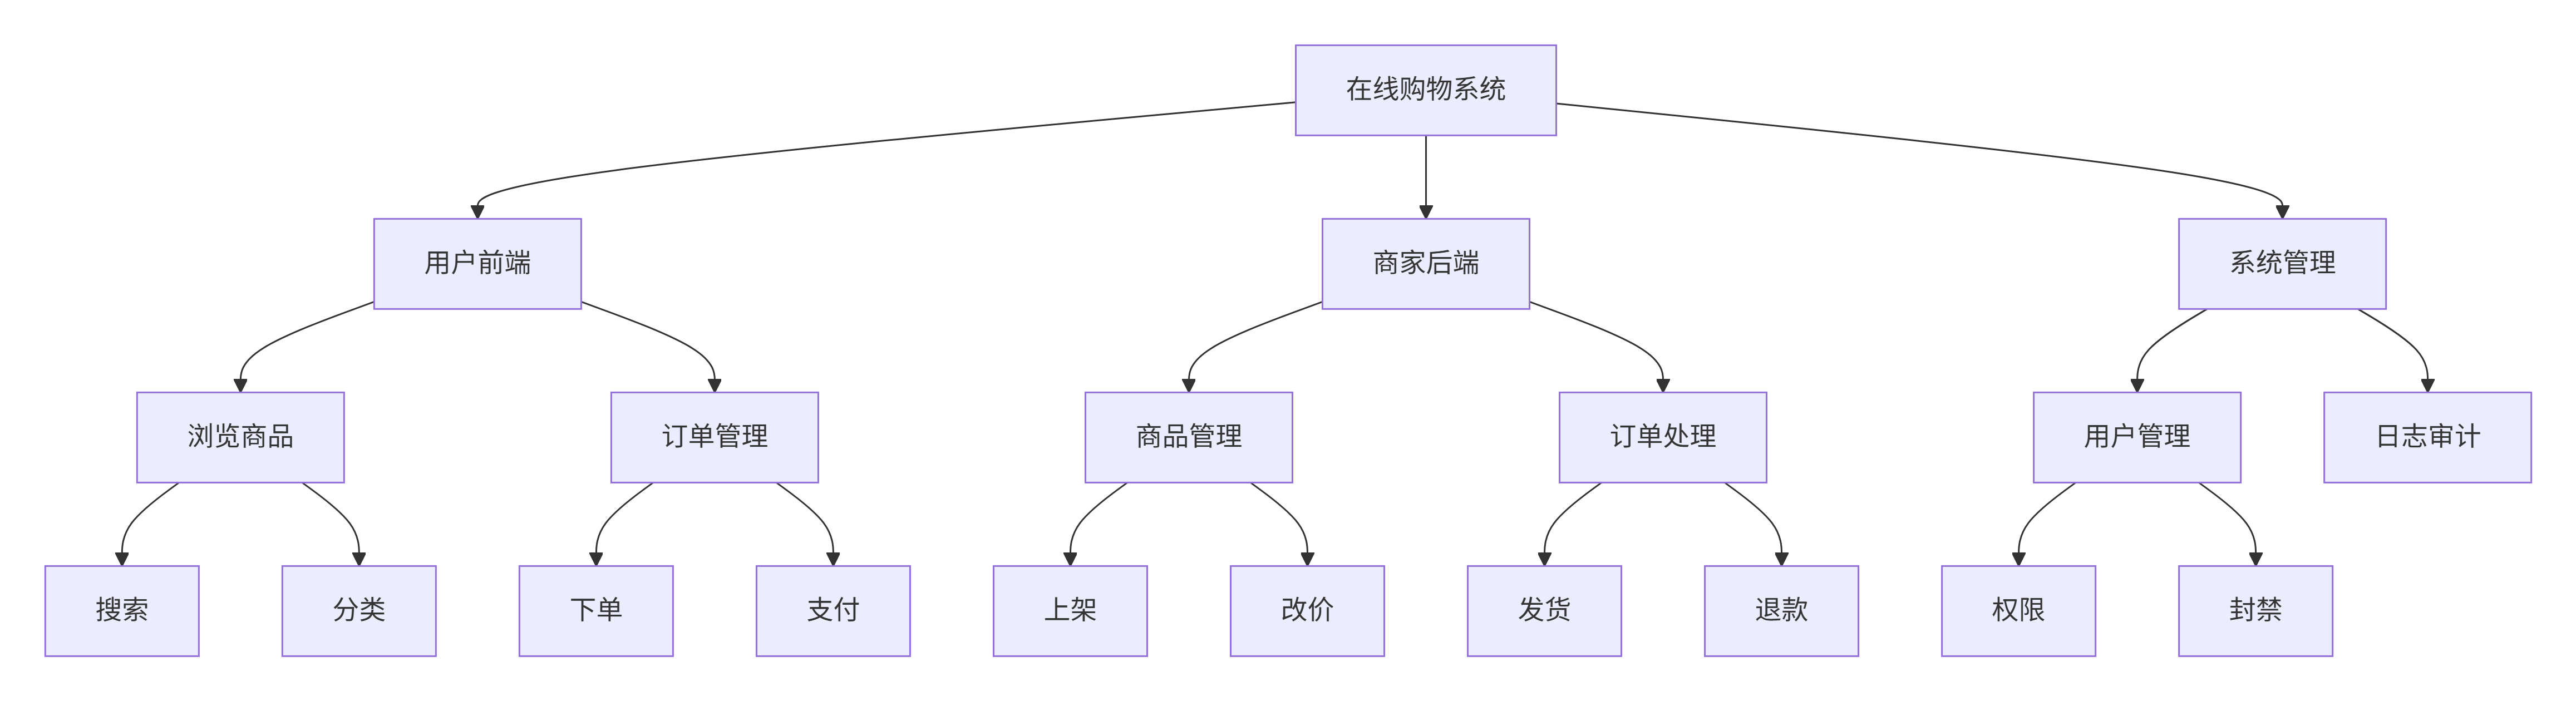 在线购物系统
用户前端
商家后端
系统管理
浏览商品
订单管理
商品管理
订单处理
用户管理
日志审计
搜索
分类
下单
支付
上架
改价
发货
退款
权限
封禁